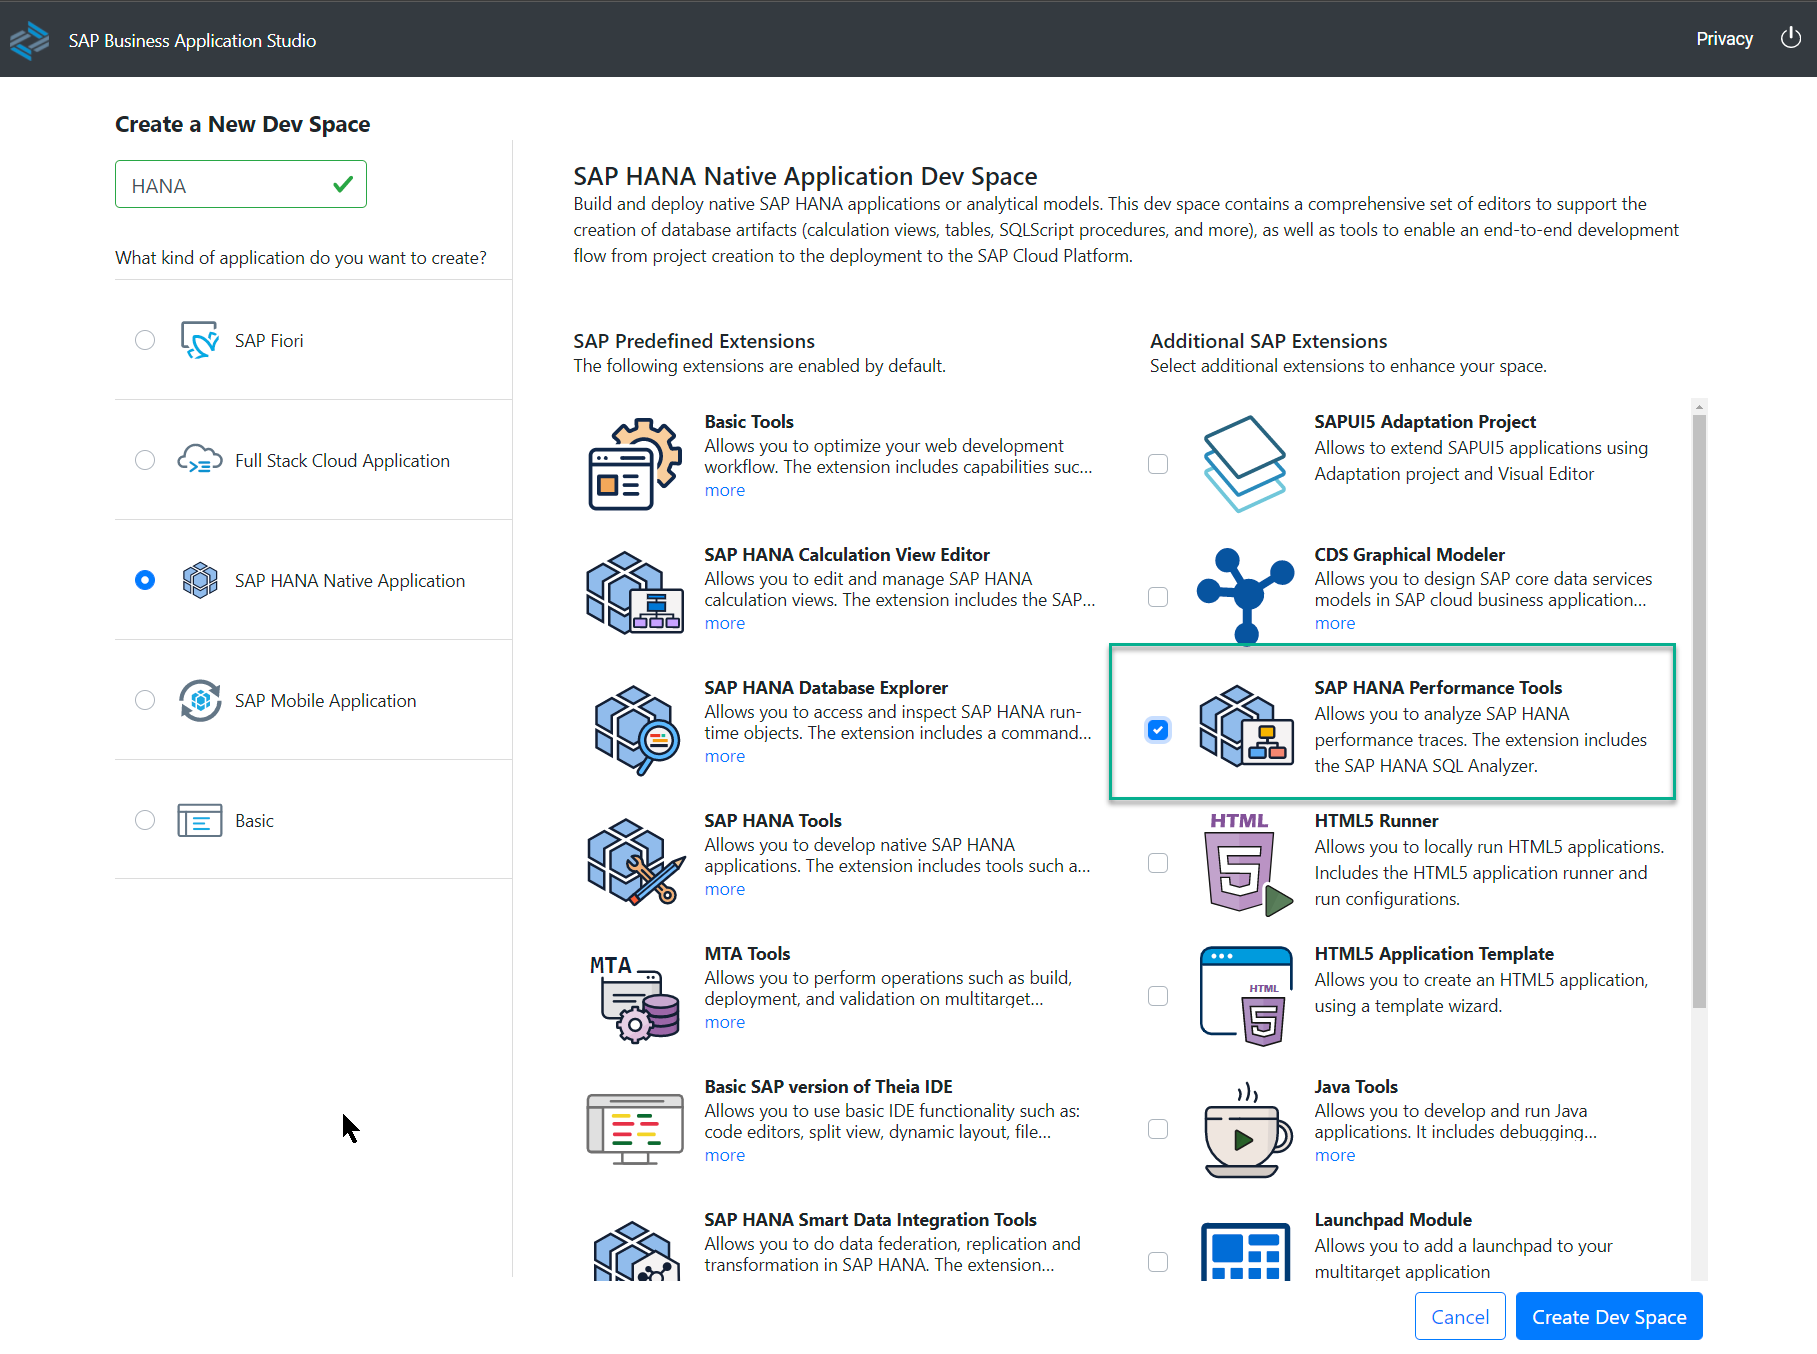 SAP Business Application Studio
Privacy
Create a New Dev Space
HANA
What kind of application do you want to create?
SAP Fiori
Full Stack Cloud Application
SAP HANA Native Application
SAP Mobile Application
Basic
SAP HANA Native Application Dev Space
Build and deploy native SAP HANA applications or analytical models. This dev space contains a comprehensive set of editors to support the
creation of database artifacts (calculation views, tables, SQLScript procedures, and more), as well as tools to enable an end-to-end development
flow from project creation to the deployment to the SAP Cloud Platform.
SAP Predefined Extensions
The following extensions are enabled by default.
Basic Tools
Allows you to optimize your web development
workflow. The extension includes capabilities suc...
more
SAP HANA Calculation View Editor
Allows you to edit and manage SAP HANA
calculation views. The extension includes the SAP...
more
SAP HANA Database Explorer
Allows you to access and inspect SAP HANA run-
time objects. The extension includes a command...
more
SAP HANA Tools
Allows you to develop native SAP HANA
applications. The extension includes tools such a...
more
MTA
MTA Tools
Allows you to perform operations such as build,
deployment, and validation on multitarget...
more
Basic SAP version of Theia IDE
Allows you to use basic IDE functionality such as:
code editors, split view, dynamic layout, file...
more
SAP HANA Smart Data Integration Tools
Allows you to do data federation, replication and
transformation in SAP HANA. The extension...
Additional SAP Extensions
Select additional extensions to enhance your space.
SAPUI5 Adaptation Project
Allows to extend SAPUI5 applications using
Adaptation project and Visual Editor
CDS Graphical Modeler
Allows you to design SAP core data services
models in SAP cloud business application...
more
SAP HANA Performance Tools
Allows you to analyze SAP HANA
performance traces. The extension includes
the SAP HANA SQL Analyzer.
HTML
5
HTML5 Runner
Allows you to locally run HTML5 applications.
Includes the HTML5 application runner and
run configurations.
HTML
5
HTML5 Application Template
Allows you to create an HTML5 application,
using a template wizard.
Java Tools
Allows you to develop and run Java
applications. It includes debugging...
more
Launchpad Module
Allows you to add a launchpad to your
multitarget application
Cancel
Create Dev Space